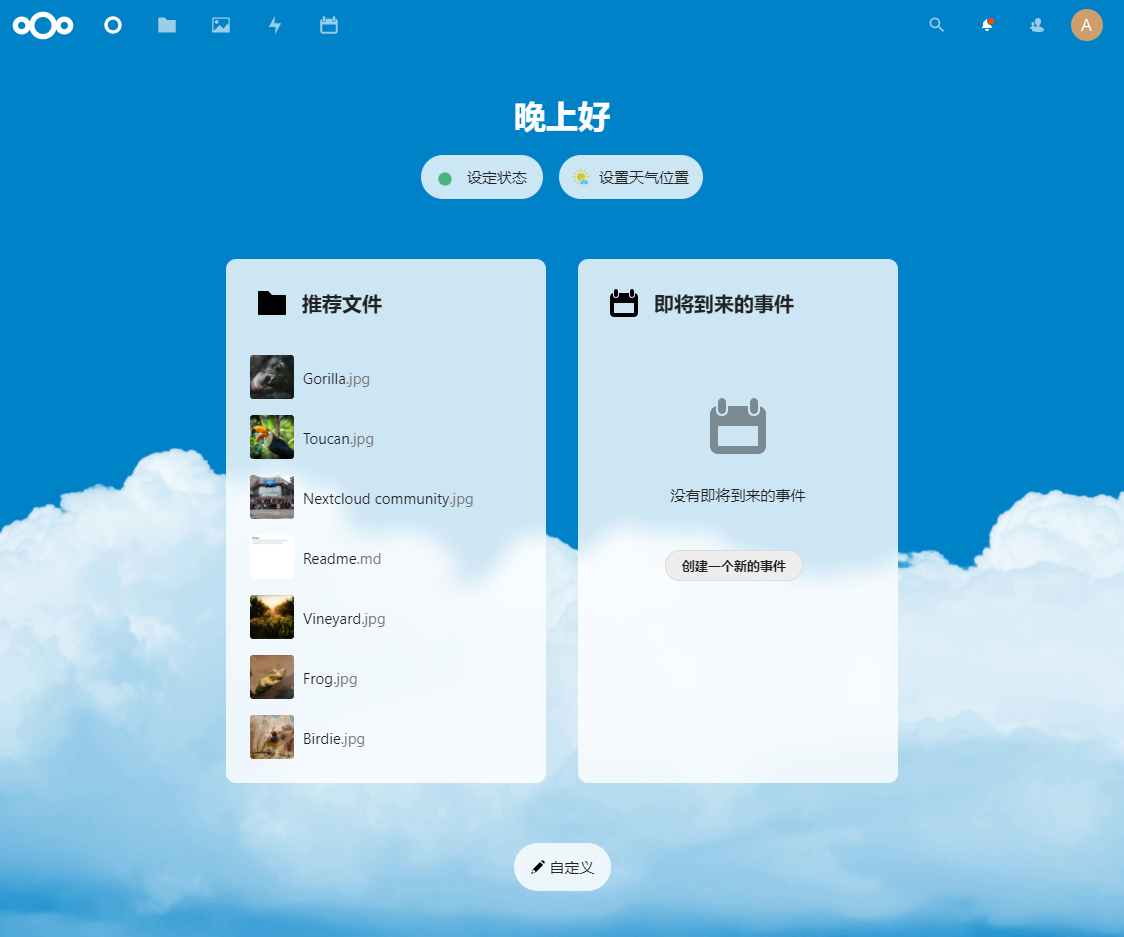 A
晚上好
设定状态
设置天气位置
推荐文件
Gorilla.jpg
Toucan.jpg
Nextcloud community.jpg
Readme.md
Vineyard.jpg
Frog.jpg
Birdie.jpg
即将到来的事件
没有即将到来的事件
创建一个新的事件
自定义